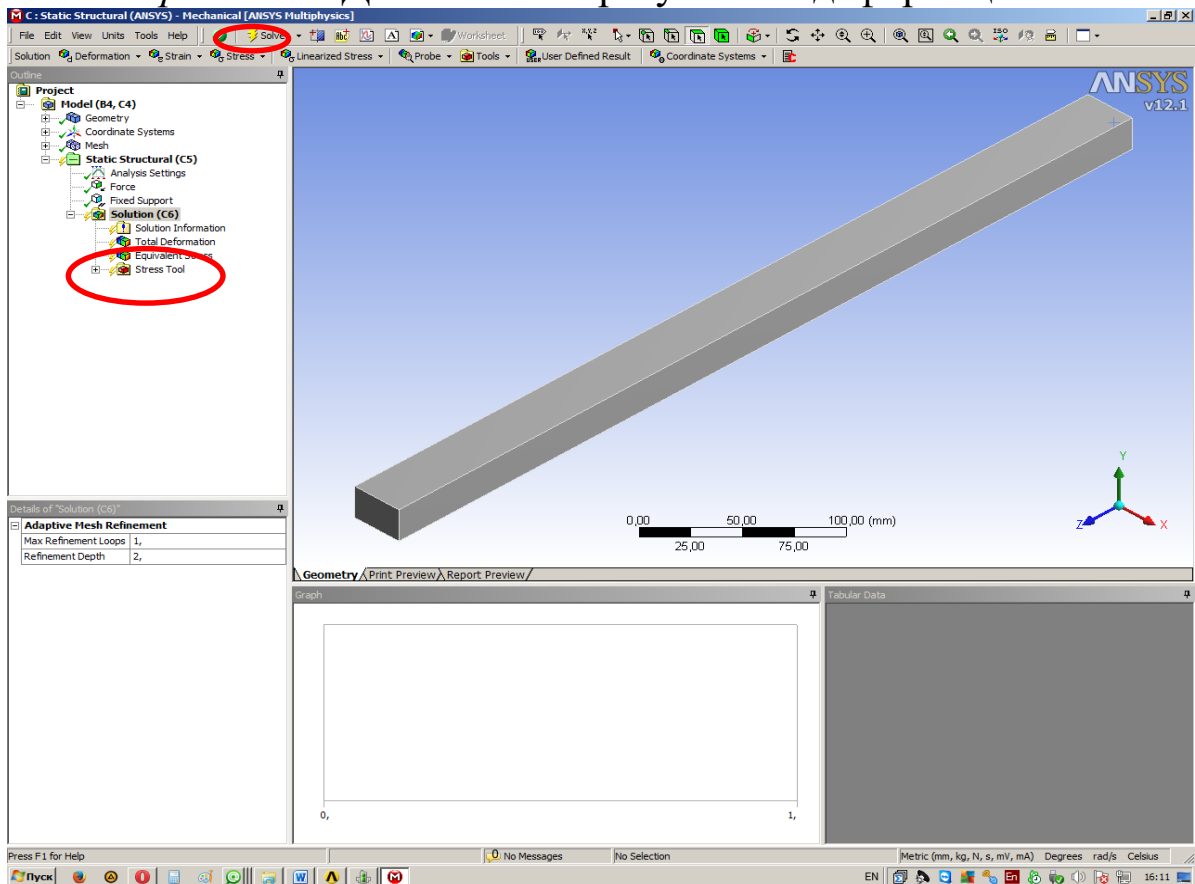 C : Static Structural (ANSYS) - Mechanical [ANSYS Multiphysics]
File Edit View Units Tools Help Solve Worksheet
Solution Deformation Strain Stress Linearized Stress Probe Tools User Defined Result Coordinate Systems
Outline
Project
Model (B4, C4)
Geometry
Coordinate Systems
Mesh
Static Structural (C5)
Analysis Settings
Force
Fixed Support
Solution (C6)
Solution Information
Total Deformation
Equivalent Stress
Stress Tool
ANSYS
v12.1
Y
Z
X
0,00 50,00 100,00 (mm)
25,00 75,00
Details of "Solution (C6)"
Adaptive Mesh Refinement
Max Refinement Loops 1,
Refinement Depth 2,
Geometry Print Preview Report Preview
Graph
Tabular Data
0, 1,
Press F1 for Help No Messages No Selection Metric (mm, kg, N, s, mV, mA) Degrees rad/s Celsius
Пуск EN 16:11